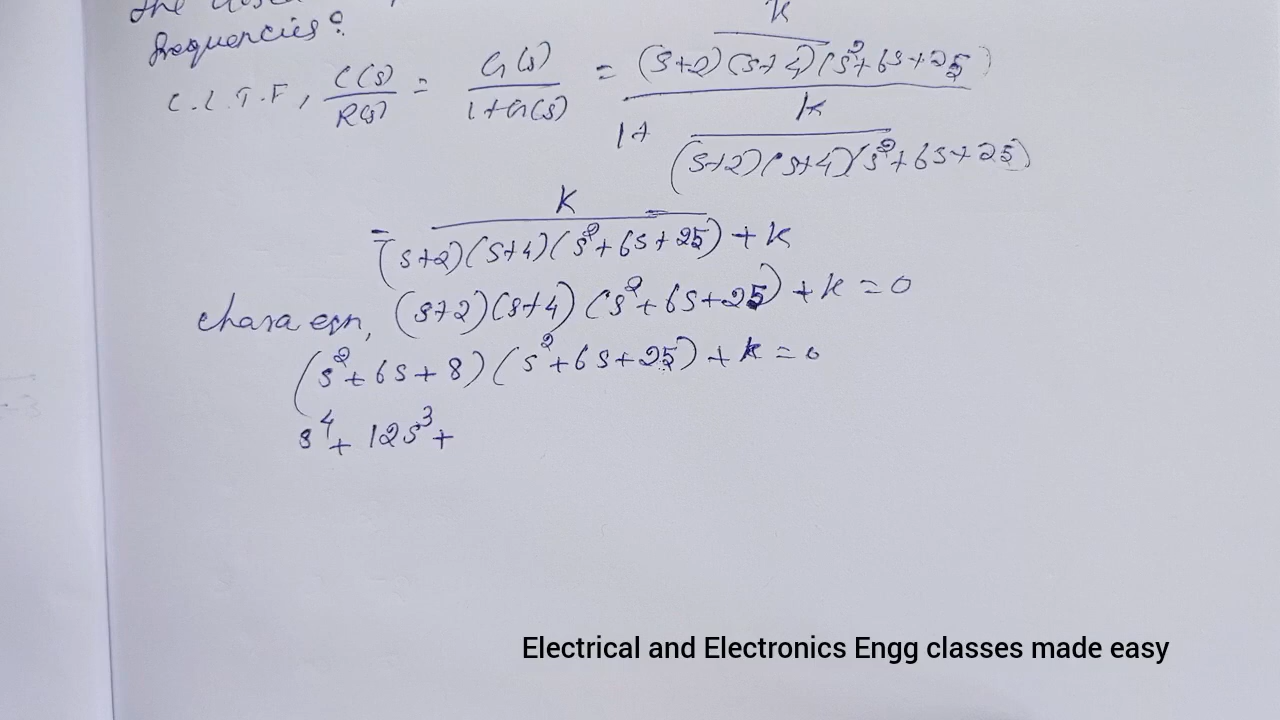 the
frequencies?
C.L.T.F, C(s)/R(s) = G(s)/1+G(s) = K/(s+2)(s+4)(s²+6s+25) / 1+ K/(s+2)(s+4)(s²+6s+25)
= K/(s+2)(s+4)(s²+6s+25)+K
chara eqn, (s+2)(s+4)(s²+6s+25)+K=0
(s²+6s+8)(s²+6s+25)+K=0
s⁴+12s³+
Electrical and Electronics Engg classes made easy